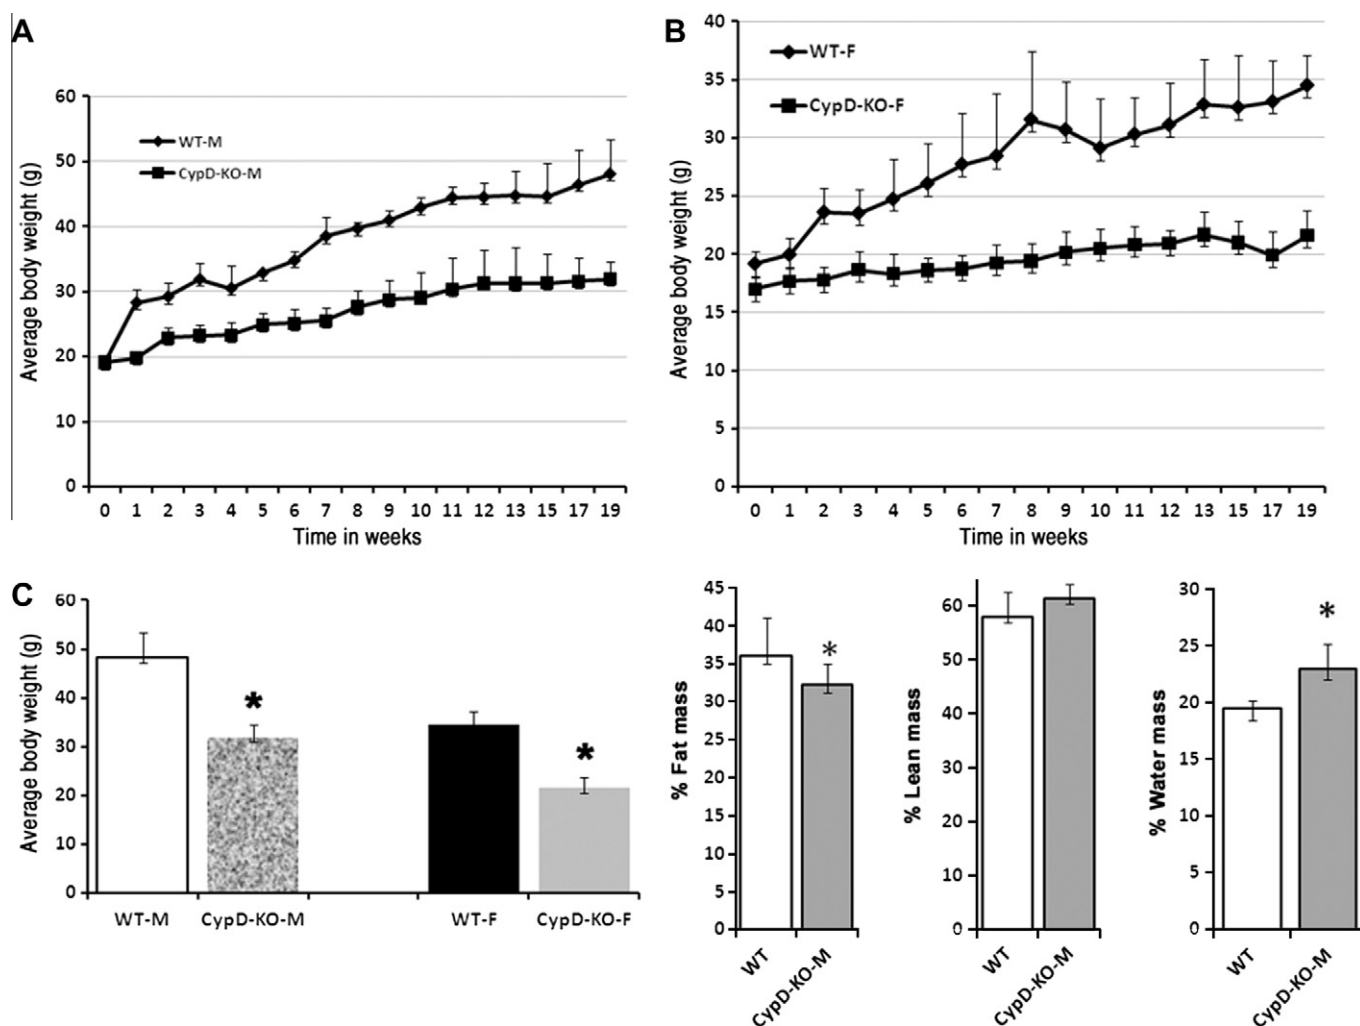 A
60
50
40
30
20
10
0
Average body weight (g)
WT-M
CypD-KO-M
0 1 2 3 4 5 6 7 8 9 10 11 12 13 15 17 19
Time in weeks
B
40
35
30
25
20
15
10
5
0
Average body weight (g)
WT-F
CypD-KO-F
0 1 2 3 4 5 6 7 8 9 10 11 12 13 15 17 19
Time in weeks
C
60
50
40
30
20
10
0
Average body weight (g)
*
*
WT-M CypD-KO-M WT-F CypD-KO-F
45
40
35
30
25
20
15
10
5
0
% Fat mass
*
WT
CypD-KO-M
60
50
40
30
20
10
0
% Lean mass
WT
CypD-KO-M
30
25
20
15
10
5
0
% Water mass
*
WT
CypD-KO-M